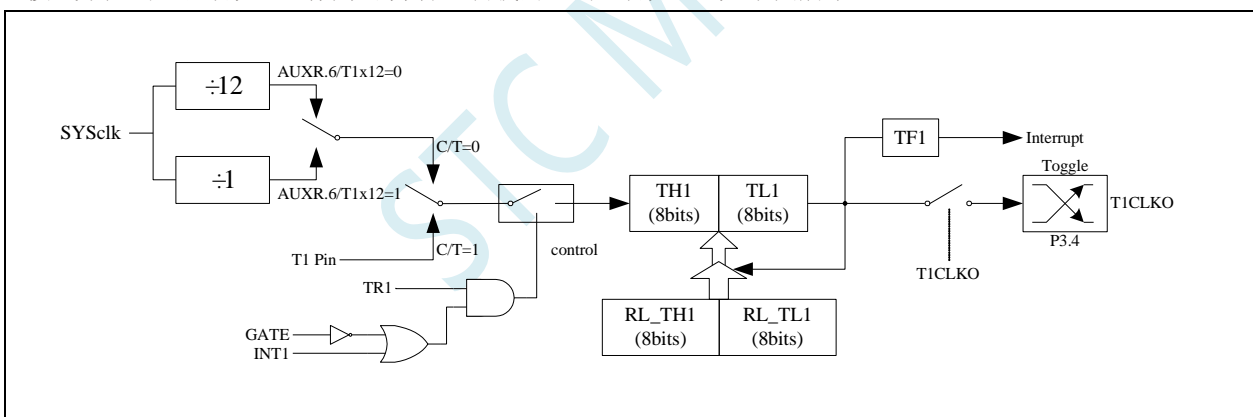 ÷12
AUXR.6/T1x12=0
SYSclk
÷1
AUXR.6/T1x12=1
C/T=0
C/T=1
T1 Pin
control
TR1
GATE
INT1
TH1
(8bits)
TL1
(8bits)
RL_TH1
(8bits)
RL_TL1
(8bits)
TF1
Interrupt
Toggle
T1CLKO
P3.4
T1CLKO
STC M